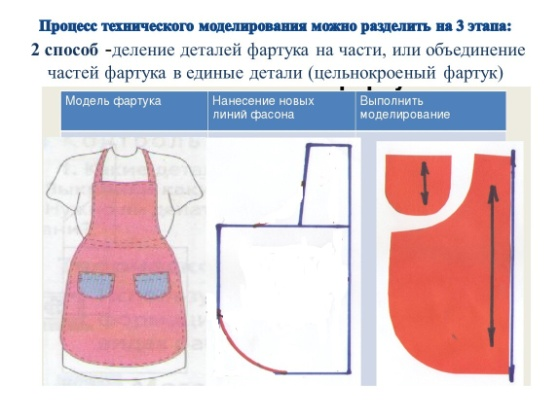 Процесс технического моделирования можно разделить на 3 этапа:
2 способ -деление деталей фартука на части, или объединение
частей фартука в единые детали (цельнокроеный фартук)
Модель фартука
Нанесение новых
линий фасона
Выполнить
моделирование